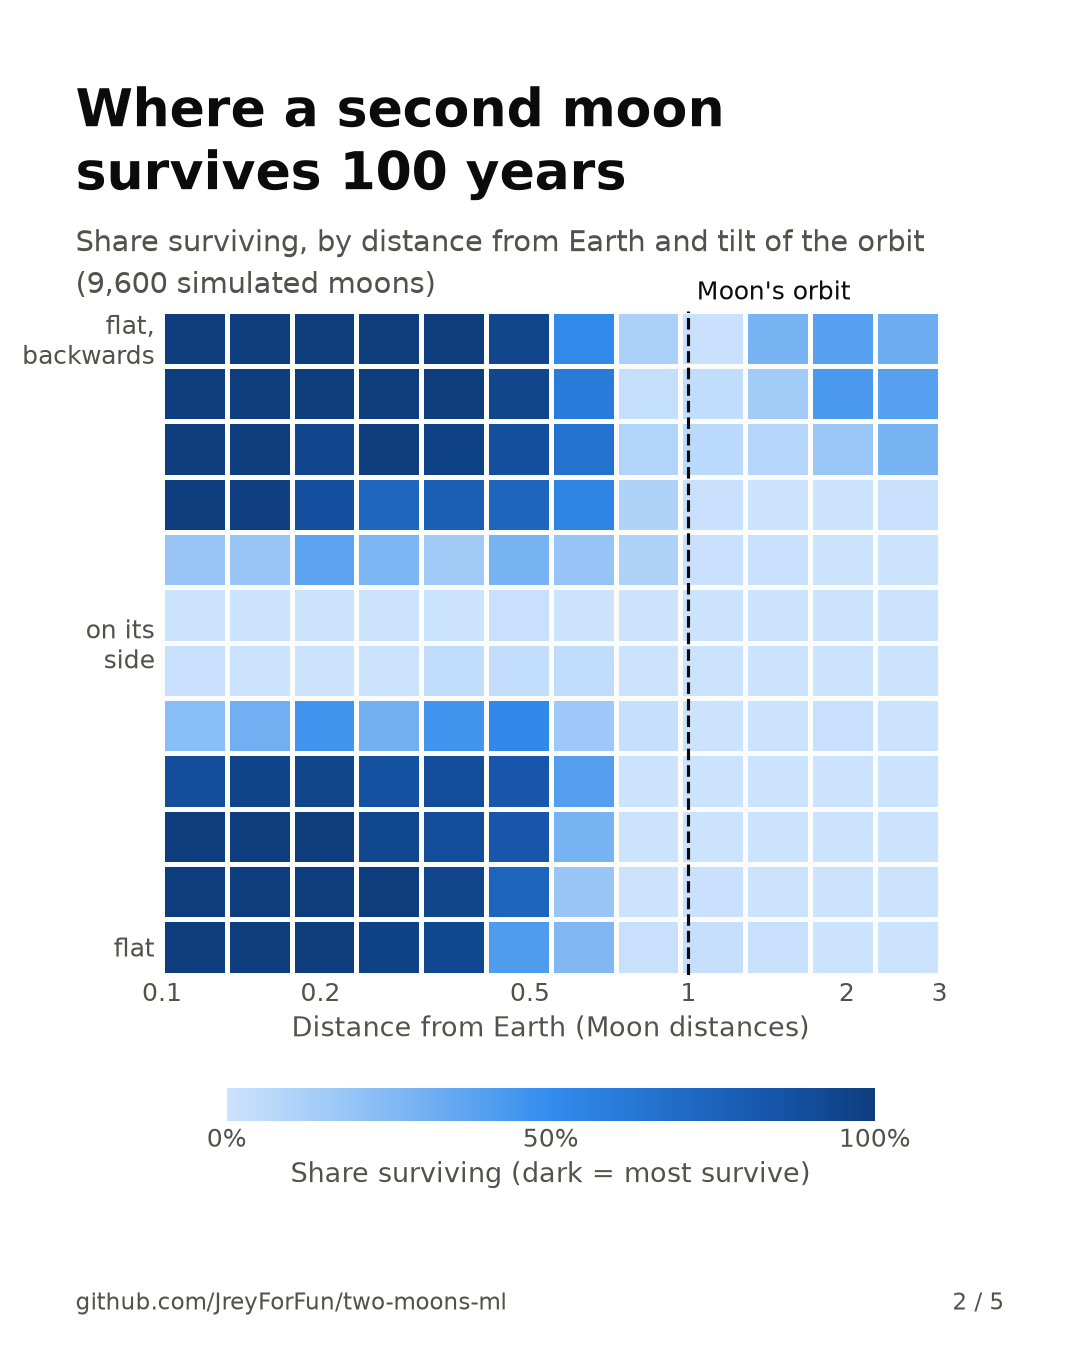 Where a second moon
survives 100 years
Share surviving, by distance from Earth and tilt of the orbit
(9,600 simulated moons)
Moon's orbit
flat,
backwards
on its
side
flat
0.1 0.2 0.5 1 2 3
Distance from Earth (Moon distances)
0% 50% 100%
Share surviving (dark = most survive)
github.com/JreyForFun/two-moons-ml 2 / 5